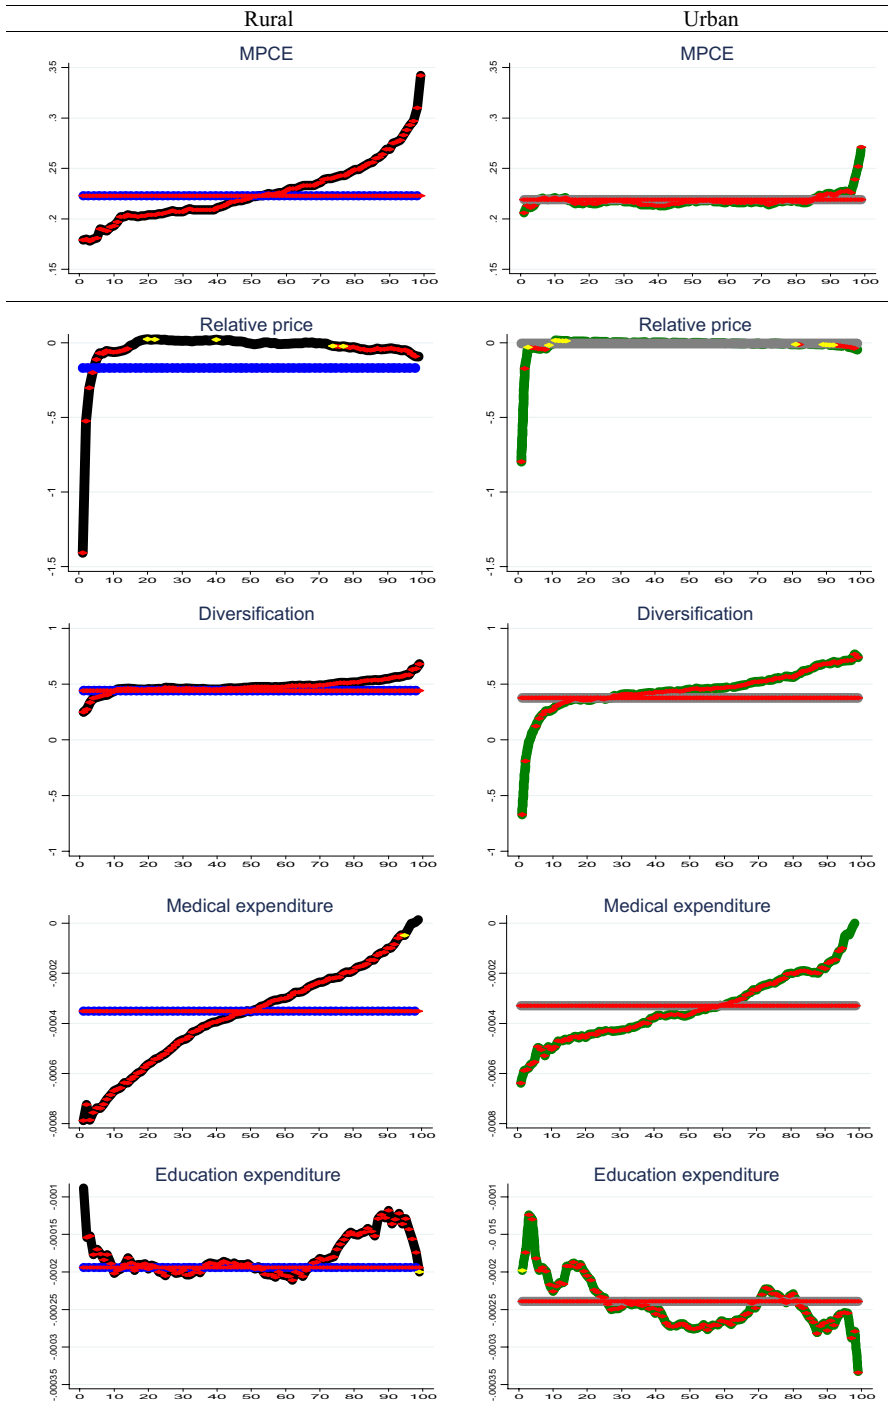 Rural Urban
MPCE MPCE
.35 .35
.3 .3
.25 .25
.2 .2
.15 .15
0 10 20 30 40 50 60 70 80 90 100 0 10 20 30 40 50 60 70 80 90 100
Relative price Relative price
0 0
-.5 -.5
-1 -1
-1.5 -1.5
0 10 20 30 40 50 60 70 80 90 100 0 10 20 30 40 50 60 70 80 90 100
Diversification Diversification
1 1
.5 .5
0 0
-.5 -.5
-1 -1
0 10 20 30 40 50 60 70 80 90 100 0 10 20 30 40 50 60 70 80 90 100
Medical expenditure Medical expenditure
0 0
-.0002 -.0002
-.0004 -.0004
-.0006 -.0006
-.0008 -.0008
0 10 20 30 40 50 60 70 80 90 100 0 10 20 30 40 50 60 70 80 90 100
Education expenditure Education expenditure
-.0001 -.0001
-.00015 -.00015
-.0002 -.0002
-.00025 -.00025
-.0003 -.0003
-.00035 -.00035
0 10 20 30 40 50 60 70 80 90 100 0 10 20 30 40 50 60 70 80 90 100